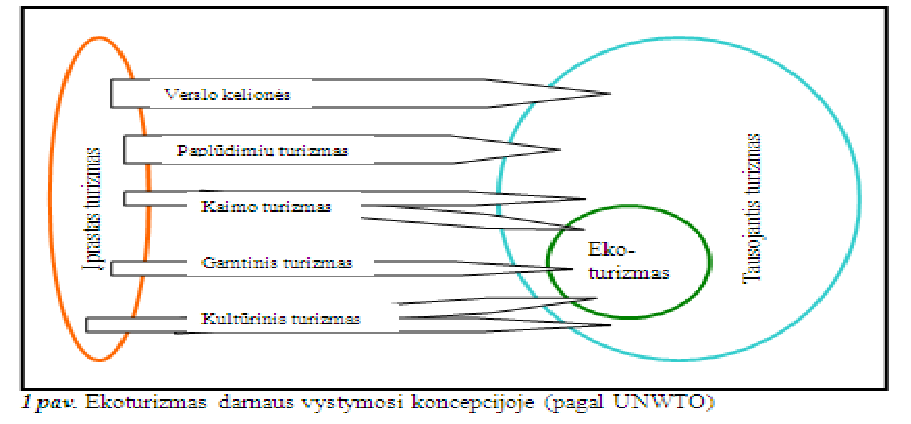 Įprastas turizmas
Verslo kelionės
Paplūdimių turizmas
Kaimo turizmas
Gamtinis turizmas
Kultūrinis turizmas
Eko-
turizmas
Tausojantis turizmas
1 pav. Ekoturizmas darnaus vystymosi koncepcijoje (pagal UNWTO)